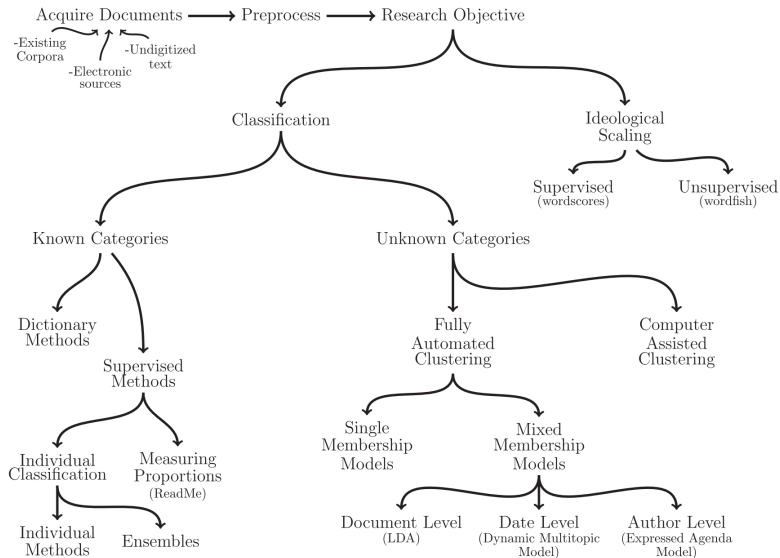 Acquire Documents
Preprocess
Research Objective
-Existing
Corpora
-Electronic
sources
-Undigitized
text
Classification
Ideological
Scaling
Supervised
(wordscores)
Unsupervised
(wordfish)
Known Categories
Unknown Categories
Dictionary
Methods
Supervised
Methods
Fully
Automated
Clustering
Computer
Assisted
Clustering
Individual
Classification
Measuring
Proportions
(ReadMe)
Single
Membership
Models
Mixed
Membership
Models
Individual
Methods
Ensembles
Document Level
(LDA)
Date Level
(Dynamic Multitopic
Model)
Author Level
(Expressed Agenda
Model)